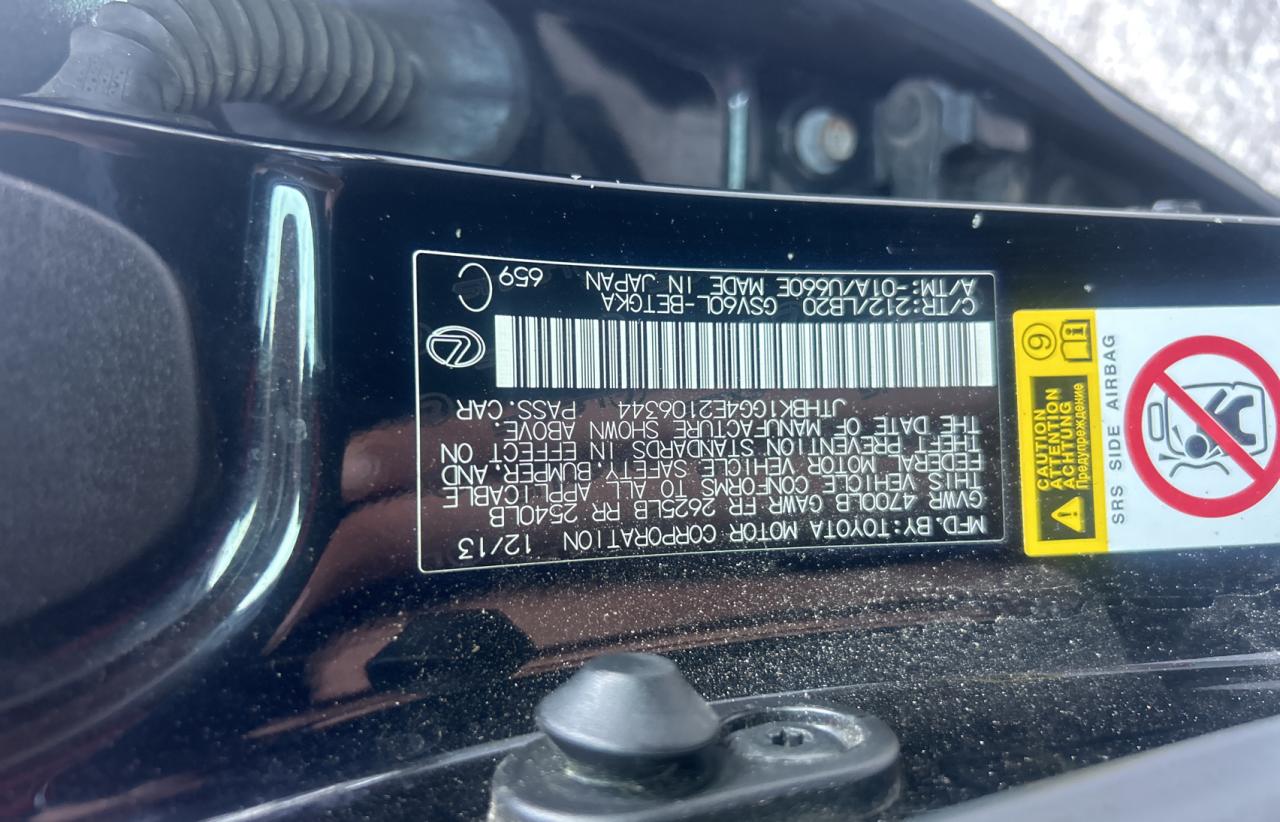 MFD.BY:TOYOTA MOTOR CORPORATION 12/13
GVWR 4700LB GAWR FR 2625LB RR 2540LB
THIS VEHICLE CONFORMS TO ALL APPLICABLE
FEDERAL MOTOR VEHICLE SAFETY,BUMPER,AND
THEFT PREVENTION STANDARDS IN EFFECT ON
THE DATE OF MANUFACTURE SHOWN ABOVE.
JTHBK1GG4E2106344 PASS.CAR
C/TR:212/LB20 GSV60L-BETGKA
A/TM:-01A/U660E MADE IN JAPAN 659
C
CAUTION
ATTENTION
ACHTUNG
Предупреждение
SRS SIDE AIRBAG